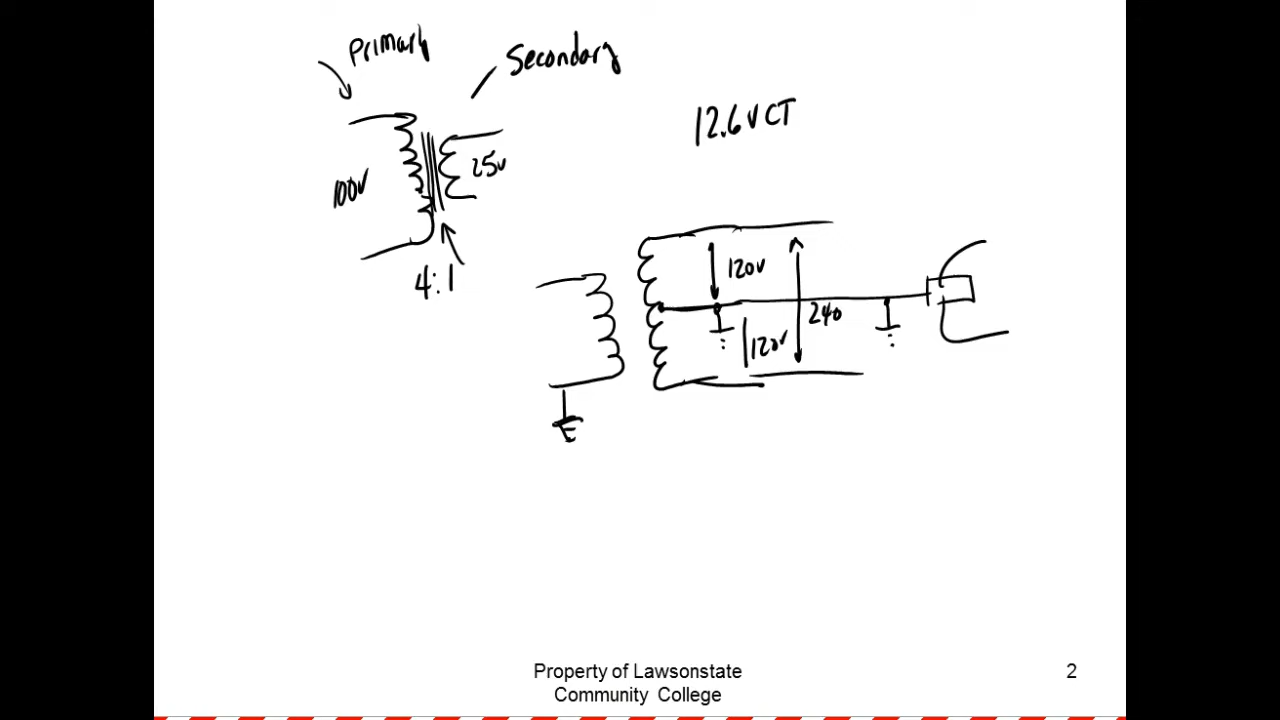 Primary
Secondary
12.6V CT
100V
25V
4:1
120V
240
120V
Property of Lawsonstate
Community College
2